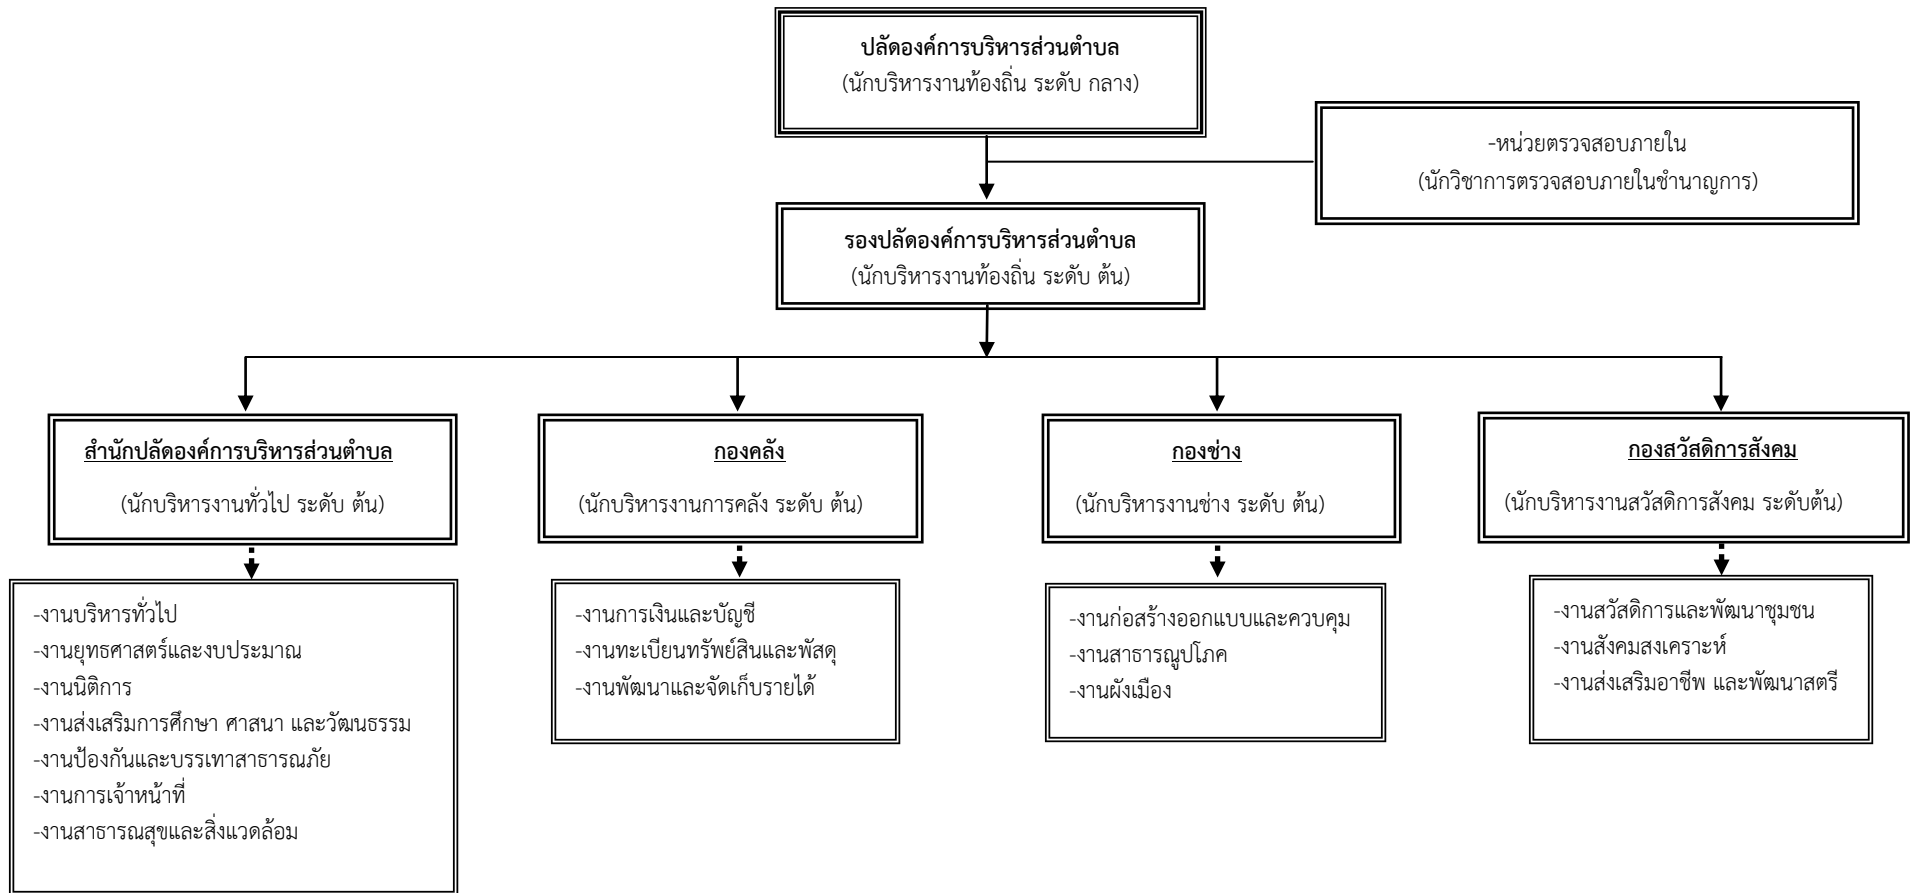 ปลัดองค์การบริหารส่วนตำบล
(นักบริหารงานท้องถิ่น ระดับ กลาง)
-หน่วยตรวจสอบภายใน
(นักวิชาการตรวจสอบภายในชำนาญการ)
รองปลัดองค์การบริหารส่วนตำบล
(นักบริหารงานท้องถิ่น ระดับ ต้น)
สำนักปลัดองค์การบริหารส่วนตำบล
(นักบริหารงานทั่วไป ระดับ ต้น)
กองคลัง
(นักบริหารงานการคลัง ระดับ ต้น)
กองช่าง
(นักบริหารงานช่าง ระดับ ต้น)
กองสวัสดิการสังคม
(นักบริหารงานสวัสดิการสังคม ระดับต้น)
-งานบริหารทั่วไป
-งานยุทธศาสตร์และงบประมาณ
-งานนิติการ
-งานส่งเสริมการศึกษา ศาสนา และวัฒนธรรม
-งานป้องกันและบรรเทาสาธารณภัย
-งานการเจ้าหน้าที่
-งานสาธารณสุขและสิ่งแวดล้อม
-งานการเงินและบัญชี
-งานทะเบียนทรัพย์สินและพัสดุ
-งานพัฒนาและจัดเก็บรายได้
-งานก่อสร้างออกแบบและควบคุม
-งานสาธารณูปโภค
-งานผังเมือง
-งานสวัสดิการและพัฒนาชุมชน
-งานสังคมสงเคราะห์
-งานส่งเสริมอาชีพ และพัฒนาสตรี